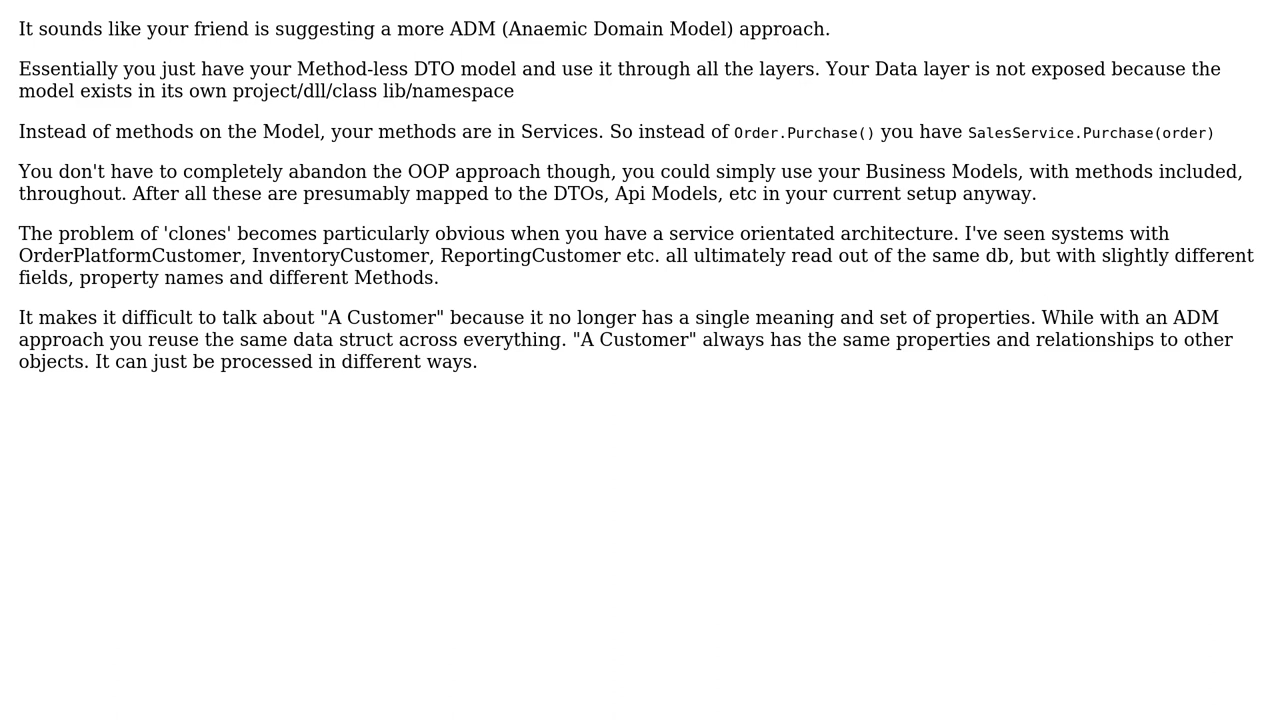 It sounds like your friend is suggesting a more ADM (Anaemic Domain Model) approach.
Essentially you just have your Method-less DTO model and use it through all the layers. Your Data layer is not exposed because the
model exists in its own project/dll/class lib/namespace
Instead of methods on the Model, your methods are in Services. So instead of Order.Purchase() you have SalesService.Purchase(order)
You don't have to completely abandon the OOP approach though, you could simply use your Business Models, with methods included,
throughout. After all these are presumably mapped to the DTOs, Api Models, etc in your current setup anyway.
The problem of 'clones' becomes particularly obvious when you have a service orientated architecture. I've seen systems with
OrderPlatformCustomer, InventoryCustomer, ReportingCustomer etc. all ultimately read out of the same db, but with slightly different
fields, property names and different Methods.
It makes it difficult to talk about "A Customer" because it no longer has a single meaning and set of properties. While with an ADM
approach you reuse the same data struct across everything. "A Customer" always has the same properties and relationships to other
objects. It can just be processed in different ways.